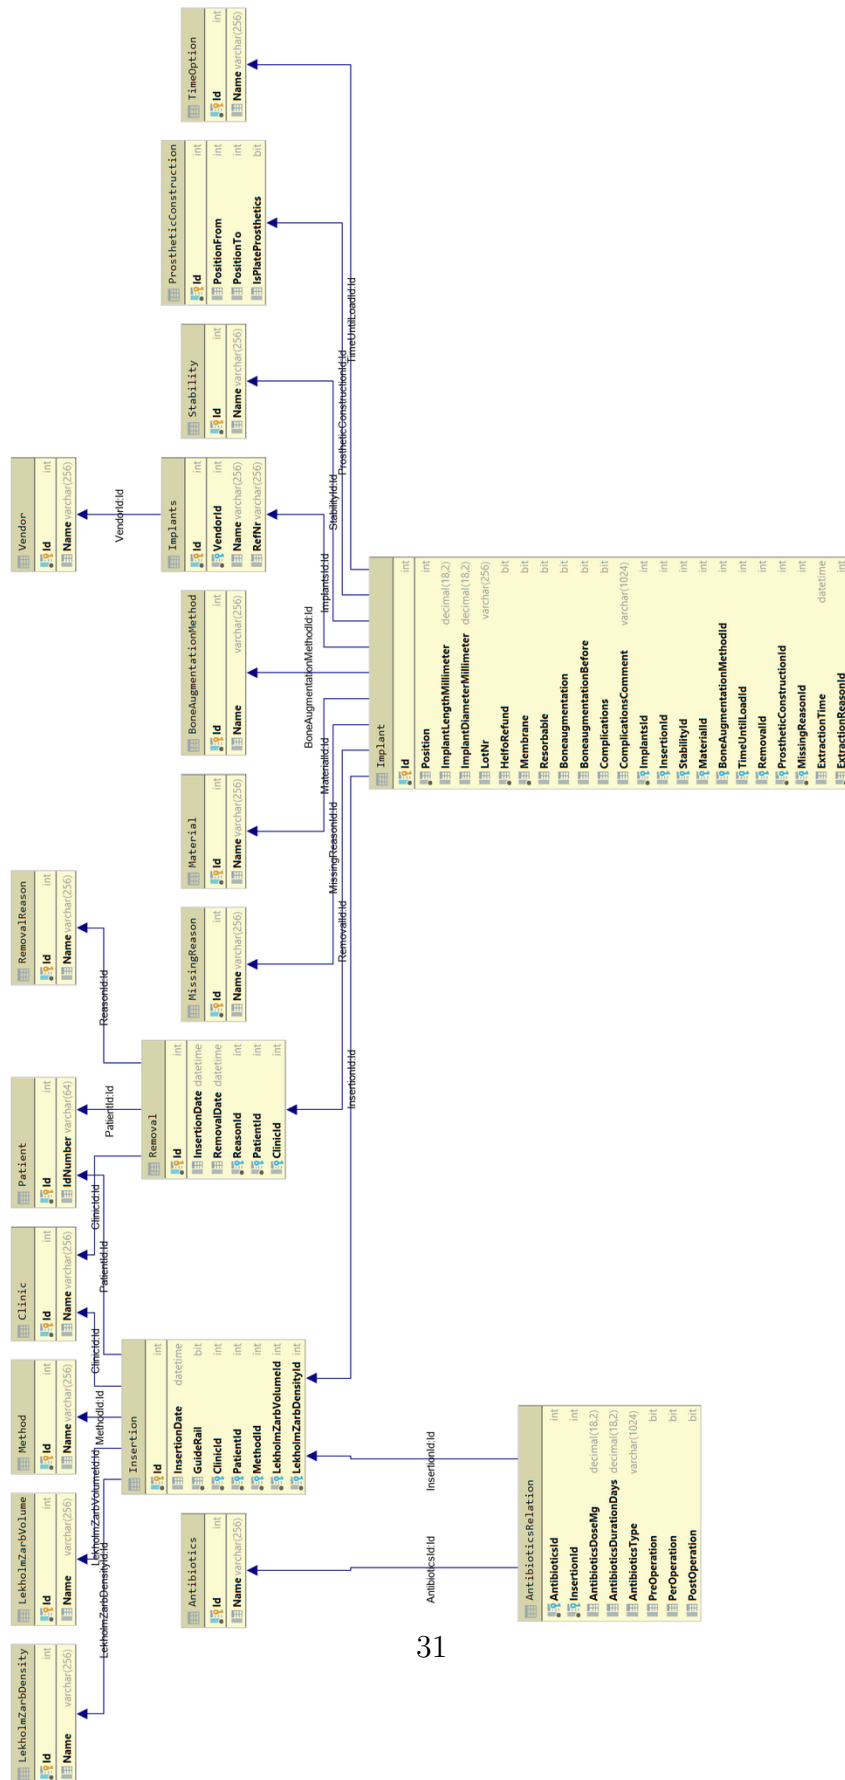 LekholmZarbDensity
Id int
Name varchar(256)
LekholmZarbVolume
Id int
Name varchar(256)
Method
Id int
Name varchar(256)
Clinic
Id int
Name varchar(256)
Patient
Id int
IdNumber varchar(64)
RemovalReason
Id int
Name varchar(256)
Vendor
Id int
Name varchar(256)
LekholmZarbDensityId:Id
LekholmZarbVolumeId:Id
MethodId:Id
ClinicId:Id
PatientId:Id
ClinicId:Id
PatientId:Id
ReasonId:Id
VendorId:Id
Antibiotics
Id int
Name varchar(256)
Insertion
Id int
InsertionDate datetime
GuideRail bit
ClinicId int
PatientId int
MethodId int
LekholmZarbVolumeId int
LekholmZarbDensityId int
Removal
Id int
InsertionDate datetime
RemovalDate datetime
ReasonId int
PatientId int
ClinicId int
MissingReason
Id int
Name varchar(256)
Material
Id int
Name varchar(256)
BoneAugmentationMethod
Id int
Name varchar(256)
Implants
Id int
VendorId int
Name varchar(256)
RefNr varchar(256)
Stability
Id int
Name varchar(256)
ProstheticConstruction
Id int
PositionFrom int
PositionTo int
IsPlateProsthetics bit
TimeOption
Id int
Name varchar(256)
AntibioticsId:Id
InsertionId:Id
InsertionId:Id
RemovalId:Id
MissingReasonId:Id
MaterialId:Id
BoneAugmentationMethodId:Id
ImplantsId:Id
StabilityId:Id
ProstheticConstructionId:Id
TimeUntilLoadId:Id
AntibioticsRelation
AntibioticsId int
InsertionId int
AntibioticsDoseMg decimal(18,2)
AntibioticsDurationDays decimal(18,2)
AntibioticsType varchar(1024)
PreOperation bit
PerOperation bit
PostOperation bit
Implant
Id int
Position int
ImplantLengthMillimeter decimal(18,2)
ImplantDiameterMillimeter decimal(18,2)
LotNr varchar(256)
HelfoRefund bit
Membrane bit
Resorbable bit
Boneaugmentation bit
BoneaugmentationBefore bit
Complications bit
ComplicationsComment varchar(1024)
ImplantsId int
InsertionId int
StabilityId int
MaterialId int
BoneAugmentationMethodId int
TimeUntilLoadId int
RemovalId int
ProstheticConstructionId int
MissingReasonId int
ExtractionTime datetime
ExtractionReasonId int
31